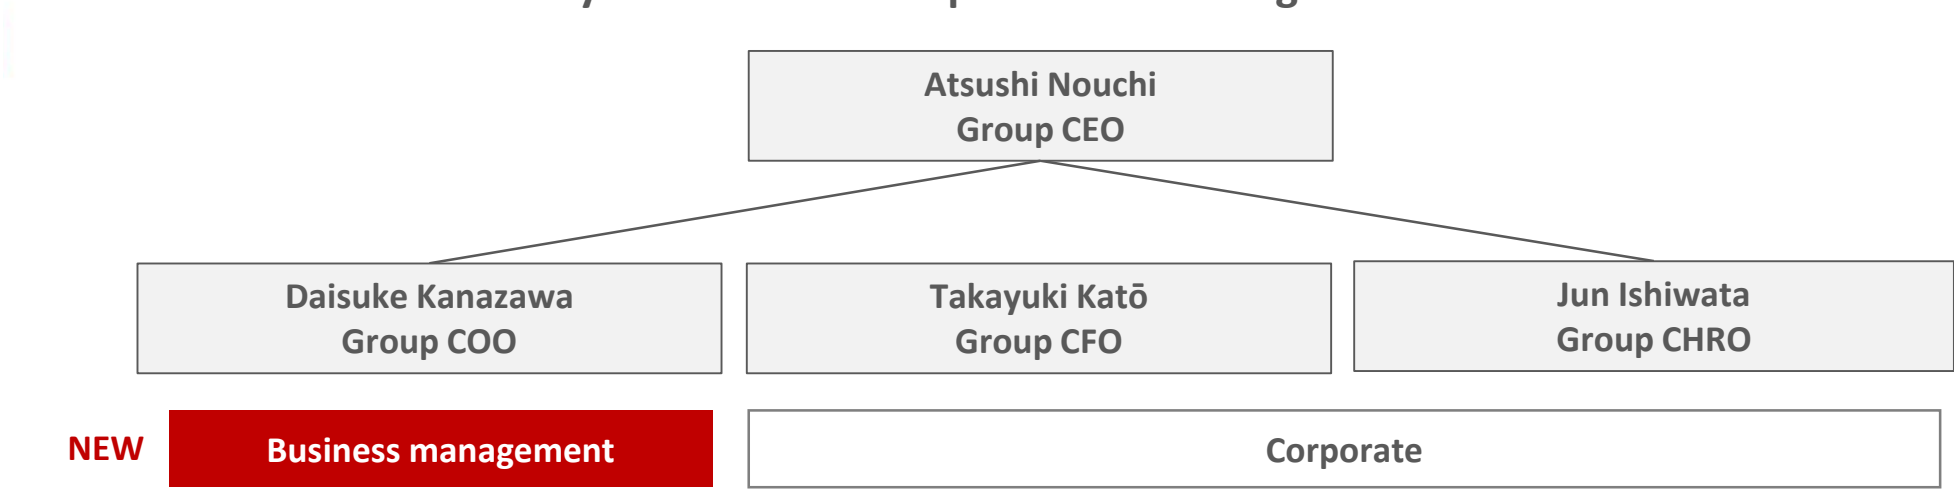 Atsushi Nouchi
Group CEO
Daisuke Kanazawa
Group COO
Takayuki Katō
Group CFO
Jun Ishiwata
Group CHRO
NEW
Business management
Corporate